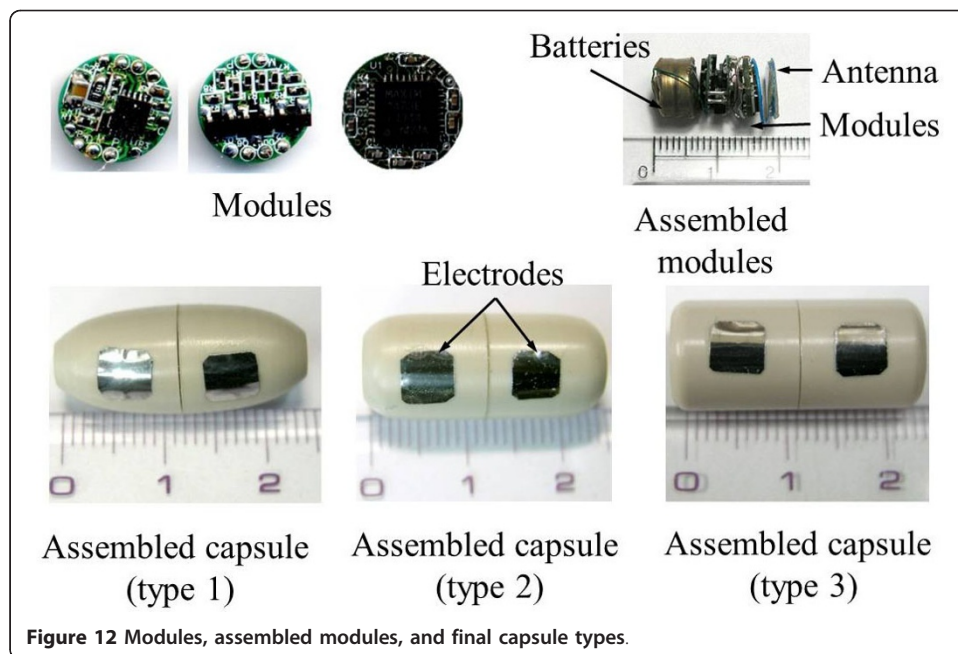 Batteries
Antenna
Modules
Modules
0 1 2
Assembled
modules
Electrodes
0 1 2
0 1 2
0 1 2
Assembled capsule
(type 1)
Assembled capsule
(type 2)
Assembled capsule
(type 3)
Figure 12 Modules, assembled modules, and final capsule types.